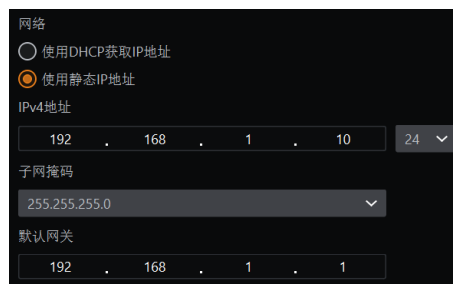 网络
使用DHCP获取IP地址
使用静态IP地址
IPv4地址
192 . 168 . 1 . 10 24
子网掩码
255.255.255.0
默认网关
192 . 168 . 1 . 1